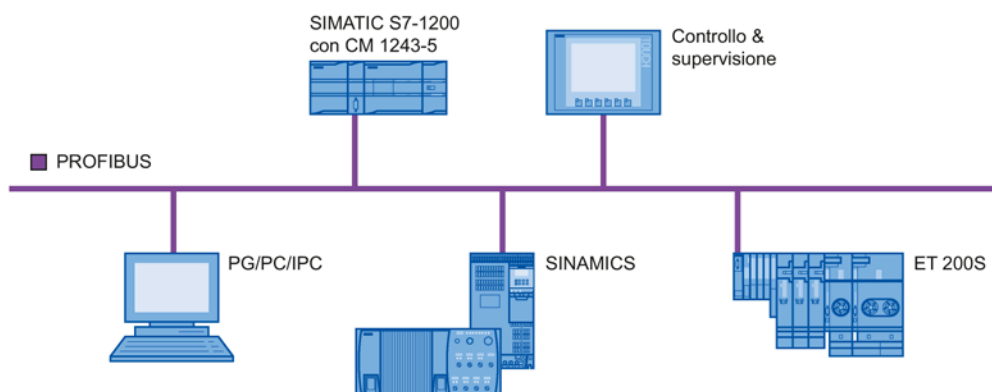 SIMATIC S7-1200
con CM 1243-5
Controllo &
supervisione
PROFIBUS
PG/PC/IPC
SINAMICS
ET 200S